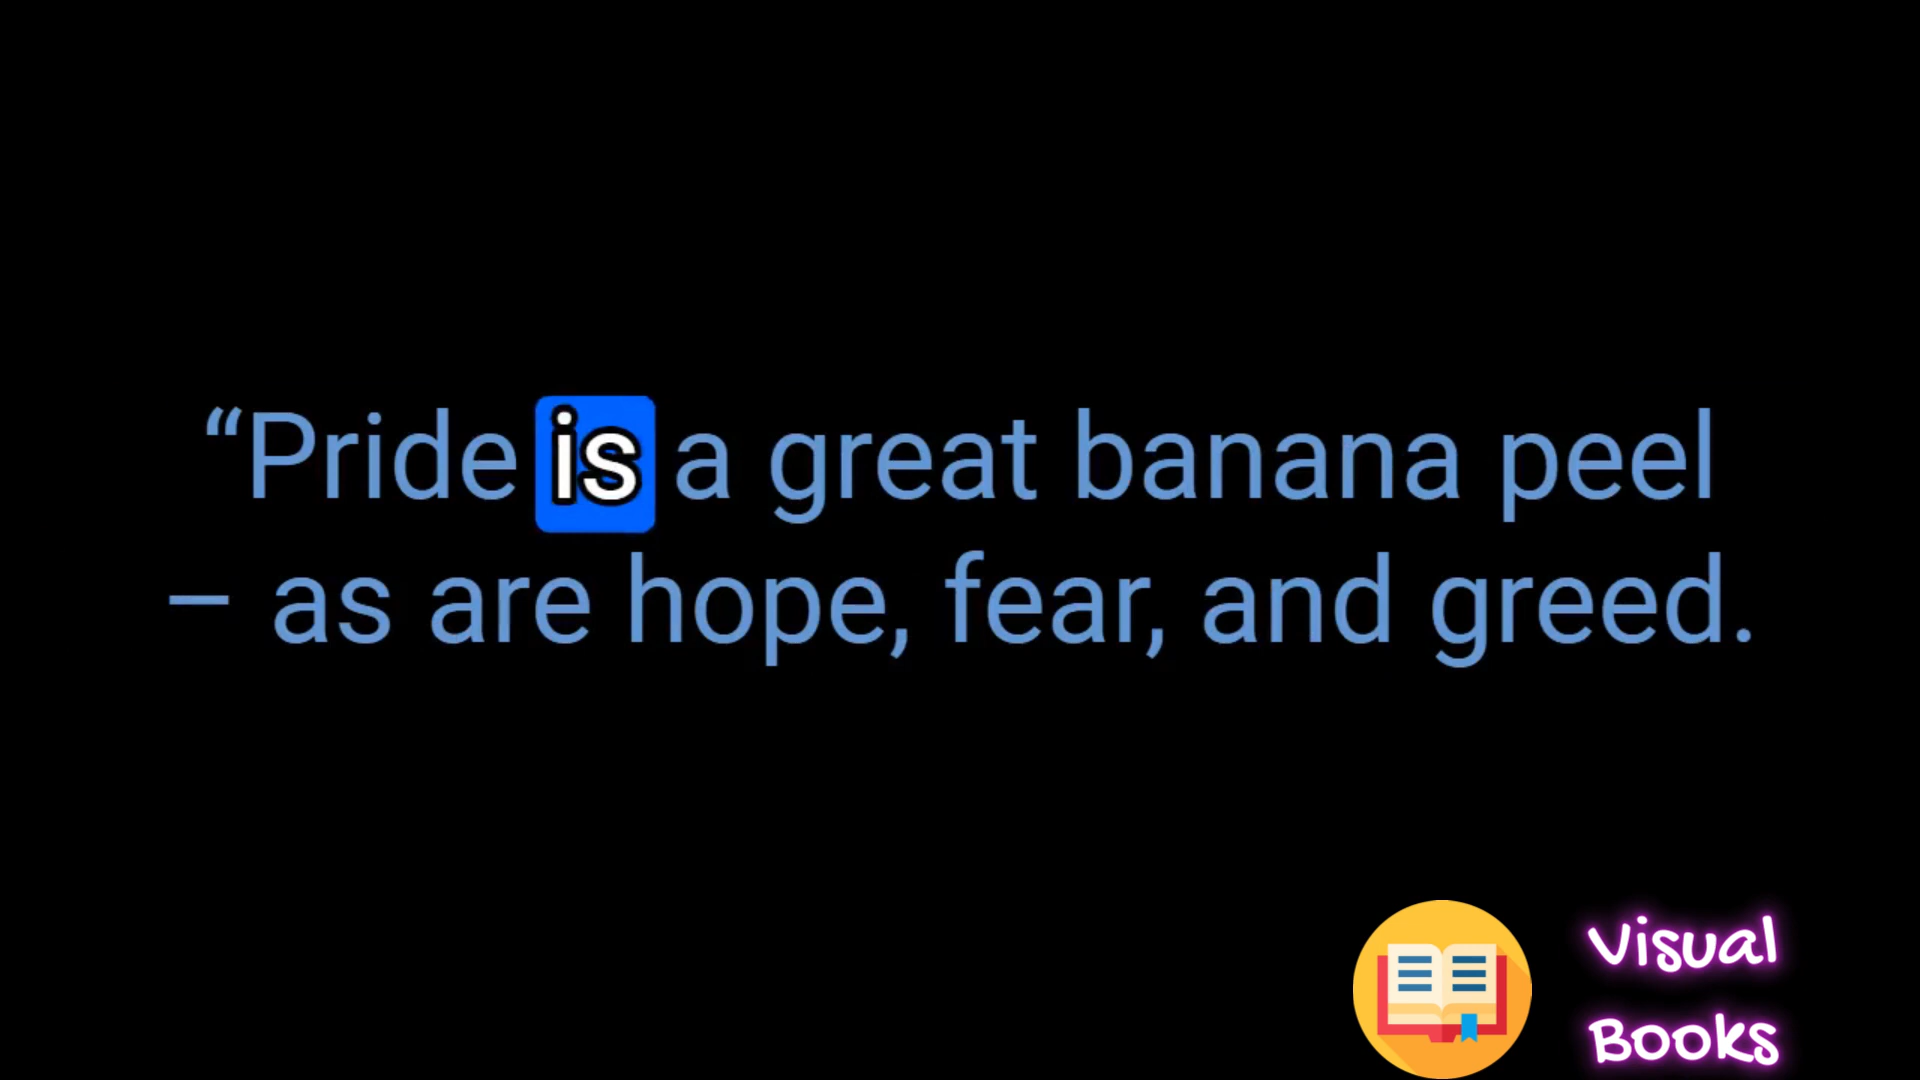 “Pride is a great banana peel
– as are hope, fear, and greed.
Visual
Books